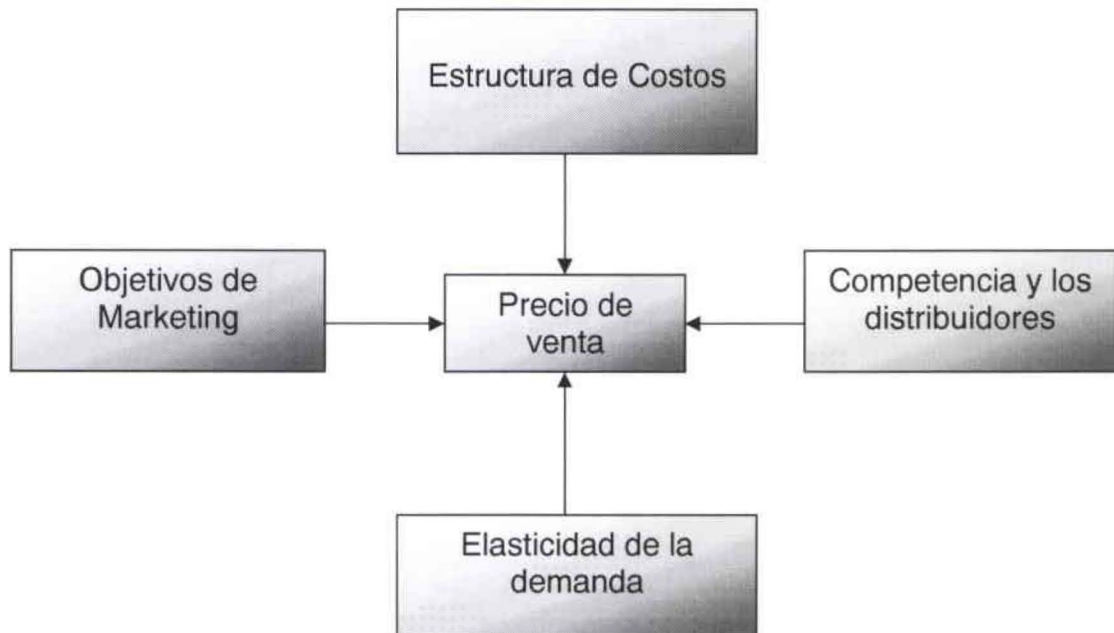 Estructura de Costos
Objetivos de
Marketing
Precio de
venta
Competencia y los
distribuidores
Elasticidad de la
demanda